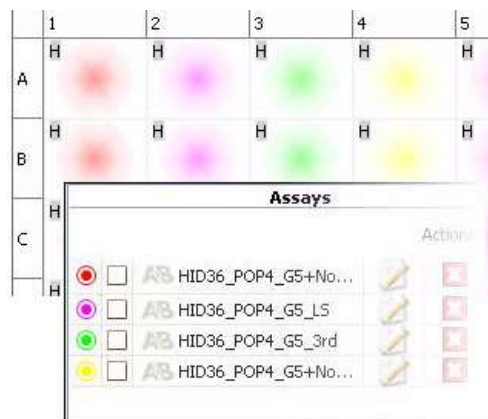 1 2 3 4 5
A H H H H H
B H H H H H
C H
H
Assays
Action
AB HID36_POP4_G5+No...
AB HID36_POP4_G5_LS
AB HID36_POP4_G5_3rd
AB HID36_POP4_G5+No...